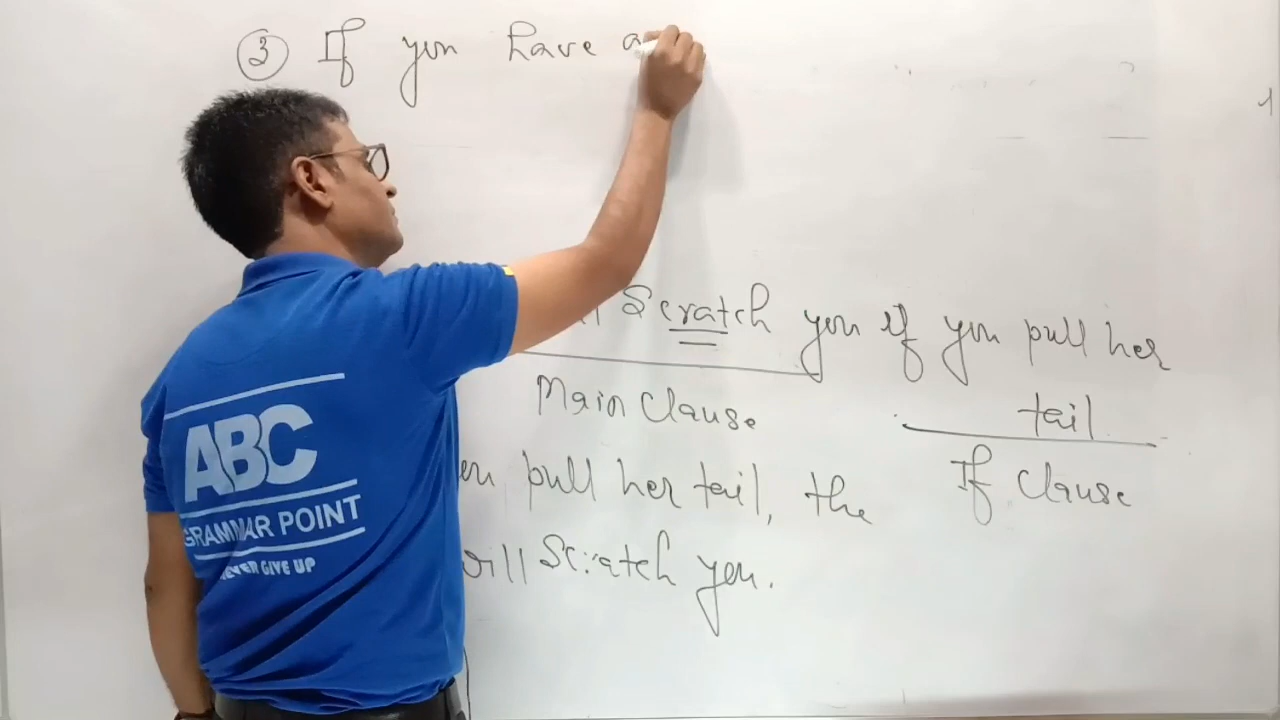 ③ If you have a
Scratch you if you pull her
tail
Main Clause
If Clause
pull her tail, the
will Scratch you.
ABC
GRAMMAR POINT
NEVER GIVE UP